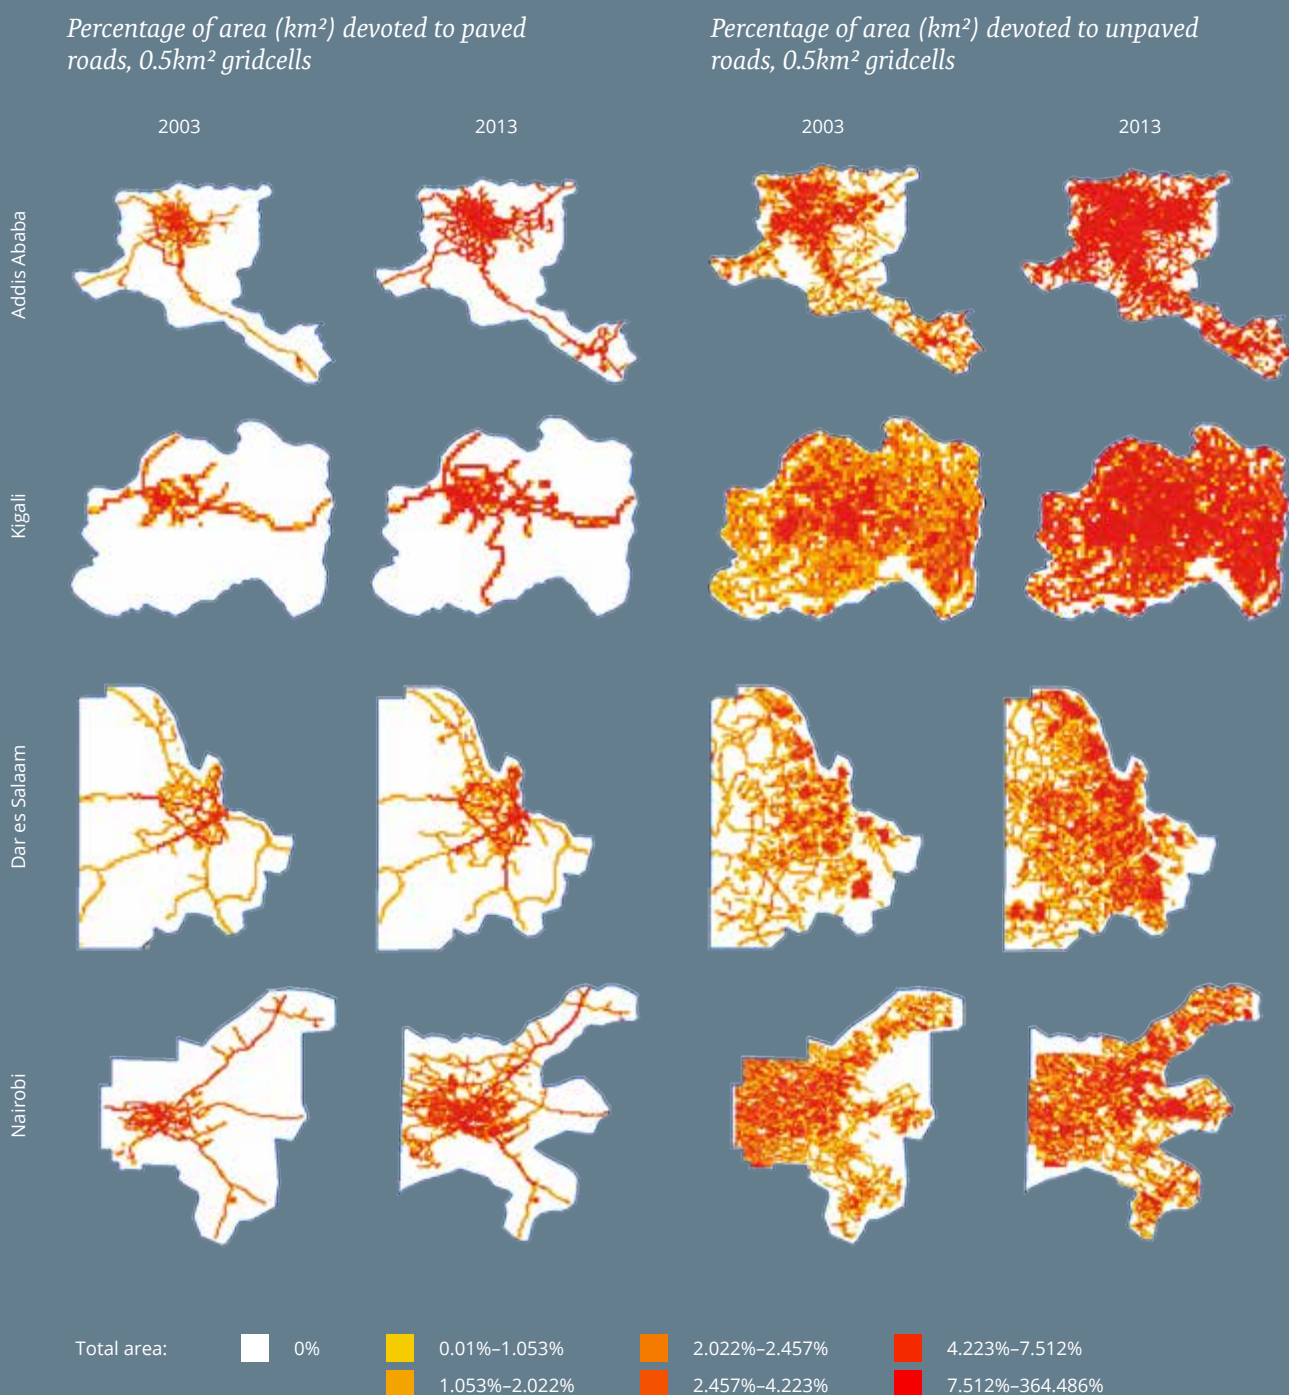 Percentage of area (km²) devoted to paved
roads, 0.5km² gridcells
Percentage of area (km²) devoted to unpaved
roads, 0.5km² gridcells
2003
2013
2003
2013
Addis Ababa
Kigali
Dar es Salaam
Nairobi
Total area:
0%
0.01%–1.053%
1.053%–2.022%
2.022%–2.457%
2.457%–4.223%
4.223%–7.512%
7.512%–364.486%